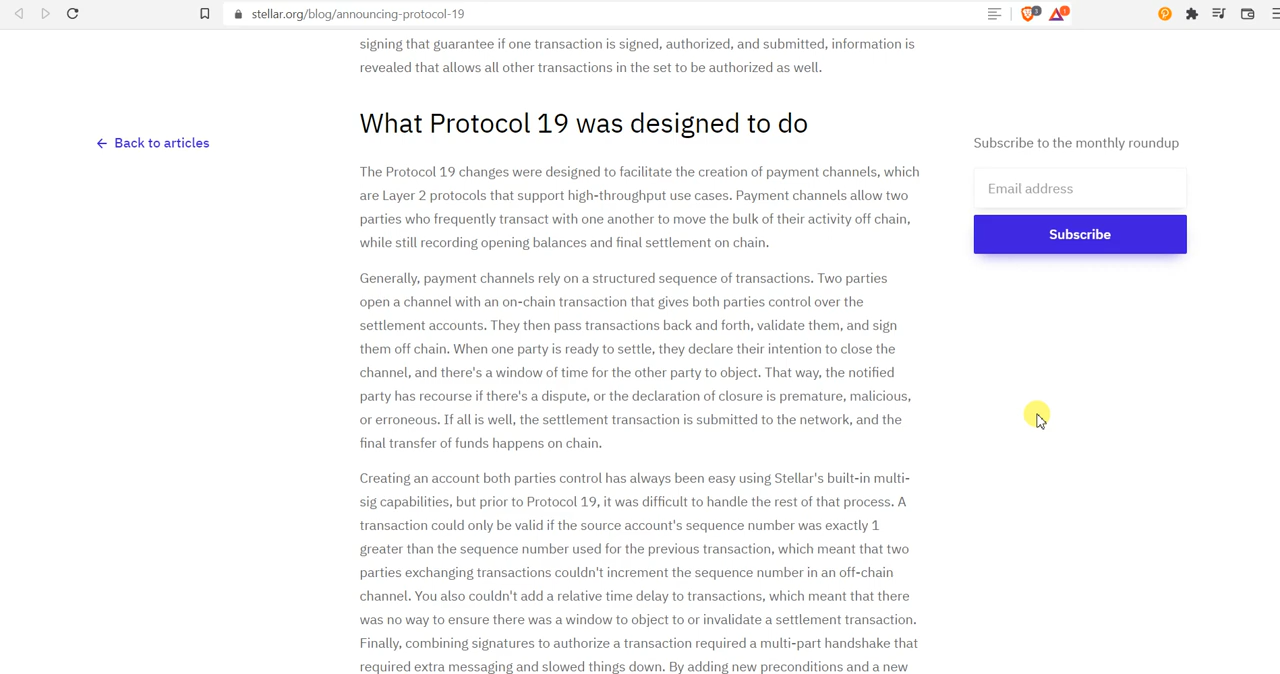 stellar.org/blog/announcing-protocol-19
3
1
signing that guarantee if one transaction is signed, authorized, and submitted, information is
revealed that allows all other transactions in the set to be authorized as well.
What Protocol 19 was designed to do
← Back to articles
The Protocol 19 changes were designed to facilitate the creation of payment channels, which
are Layer 2 protocols that support high-throughput use cases. Payment channels allow two
parties who frequently transact with one another to move the bulk of their activity off chain,
while still recording opening balances and final settlement on chain.
Generally, payment channels rely on a structured sequence of transactions. Two parties
open a channel with an on-chain transaction that gives both parties control over the
settlement accounts. They then pass transactions back and forth, validate them, and sign
them off chain. When one party is ready to settle, they declare their intention to close the
channel, and there's a window of time for the other party to object. That way, the notified
party has recourse if there's a dispute, or the declaration of closure is premature, malicious,
or erroneous. If all is well, the settlement transaction is submitted to the network, and the
final transfer of funds happens on chain.
Creating an account both parties control has always been easy using Stellar's built-in multi-
sig capabilities, but prior to Protocol 19, it was difficult to handle the rest of that process. A
transaction could only be valid if the source account's sequence number was exactly 1
greater than the sequence number used for the previous transaction, which meant that two
parties exchanging transactions couldn't increment the sequence number in an off-chain
channel. You also couldn't add a relative time delay to transactions, which meant that there
was no way to ensure there was a window to object to or invalidate a settlement transaction.
Finally, combining signatures to authorize a transaction required a multi-part handshake that
required extra messaging and slowed things down. By adding new preconditions and a new
Subscribe to the monthly roundup
Email address
Subscribe